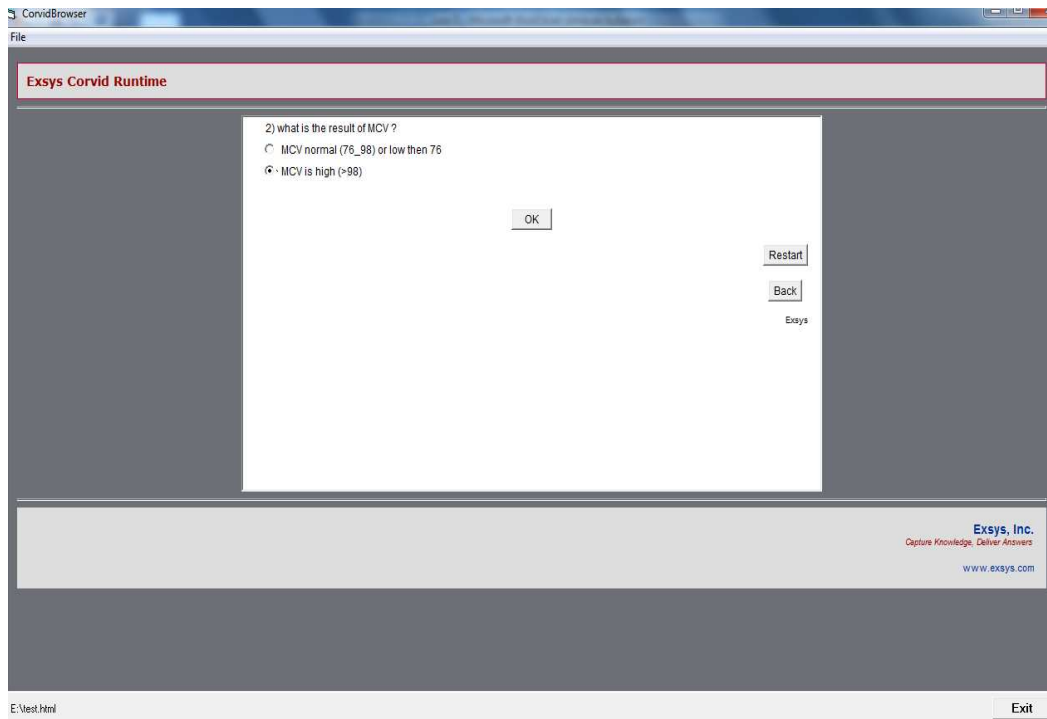 CorvidBrowser
File
Exsys Corvid Runtime
2) what is the result of MCV ?
MCV normal (76_98) or low then 76
MCV is high (>98)
OK
Restart
Back
Exsys
Exsys, Inc.
Capture Knowledge, Deliver Answers
www.exsys.com
E:\test.html
Exit